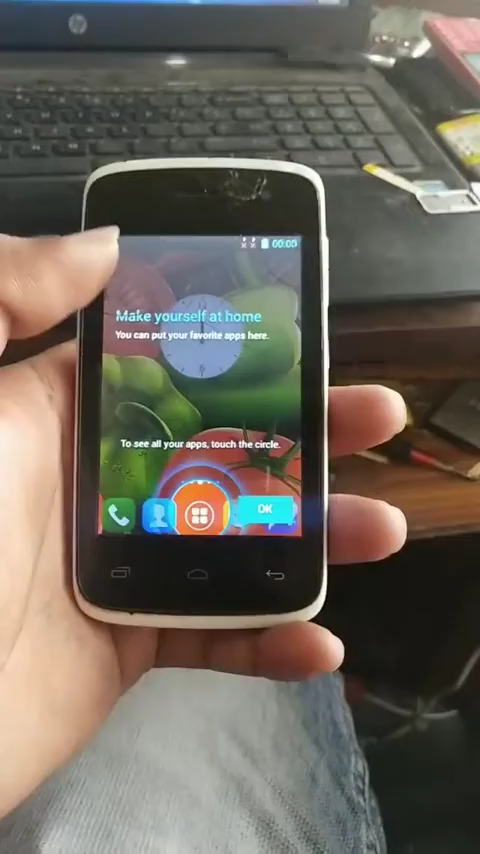 hp
00:00
Make yourself at home
You can put your favorite apps here.
To see all your apps, touch the circle.
OK